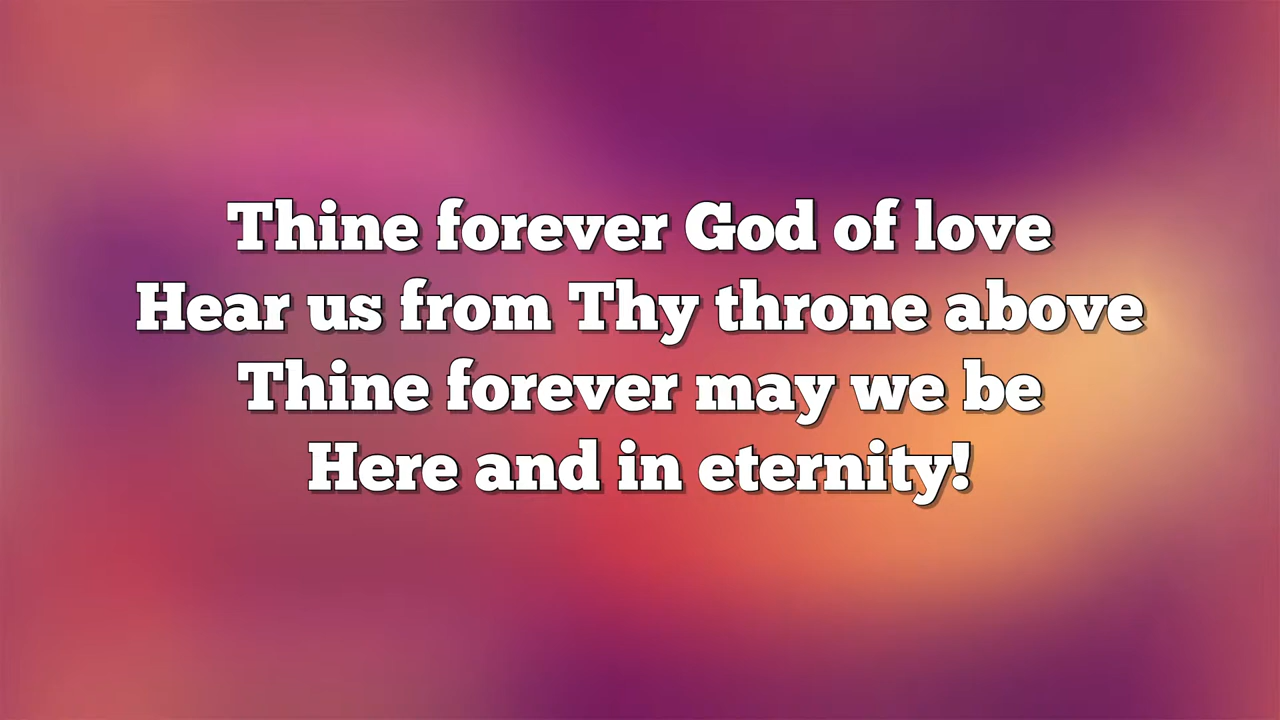 Thine forever God of love
Hear us from Thy throne above
Thine forever may we be
Here and in eternity!